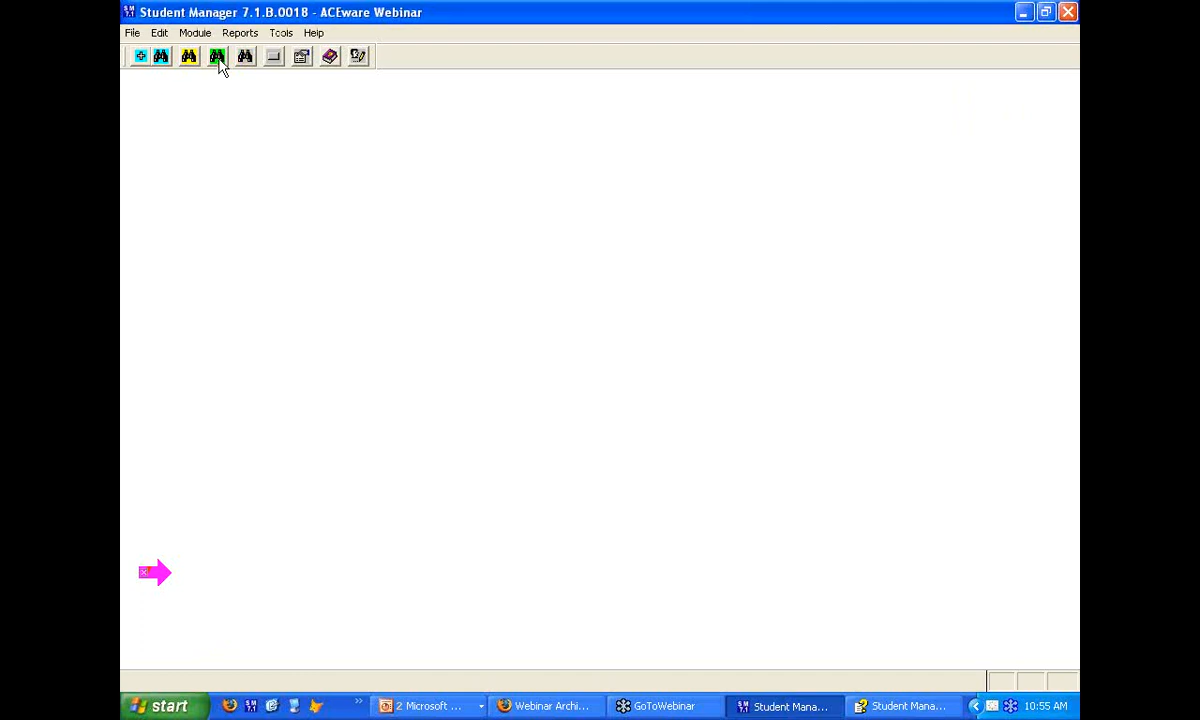 Student Manager 7.1.B.0018 - ACEware Webinar
File Edit Module Reports Tools Help
start
2 Microsoft ...
Webinar Archi...
GoToWebinar
Student Mana...
Student Mana...
10:55 AM